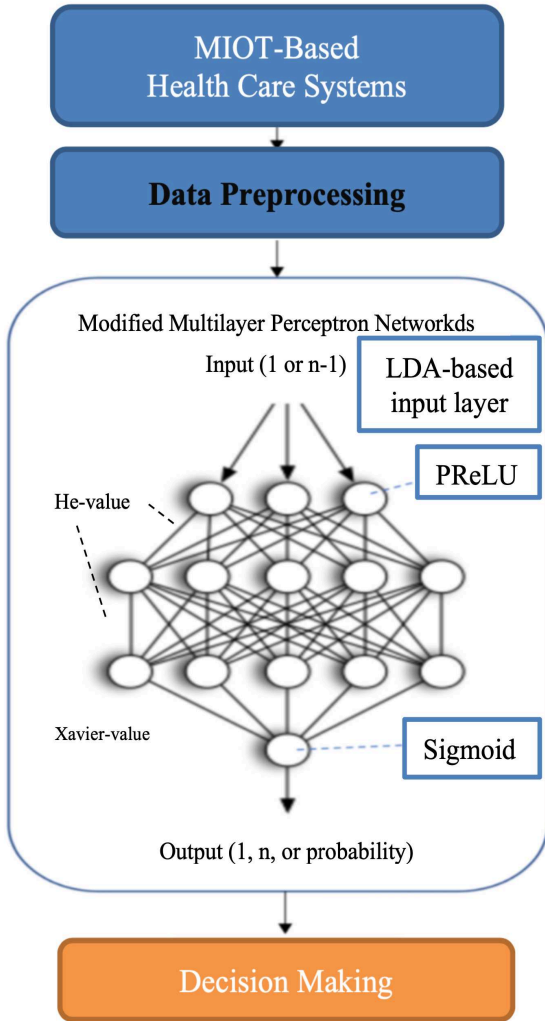 MIOT-Based
Health Care Systems
Data Preprocessing
Modified Multilayer Perceptron Networkds
Input (1 or n-1)
LDA-based
input layer
PReLU
He-value
Xavier-value
Sigmoid
Output (1, n, or probability)
Decision Making